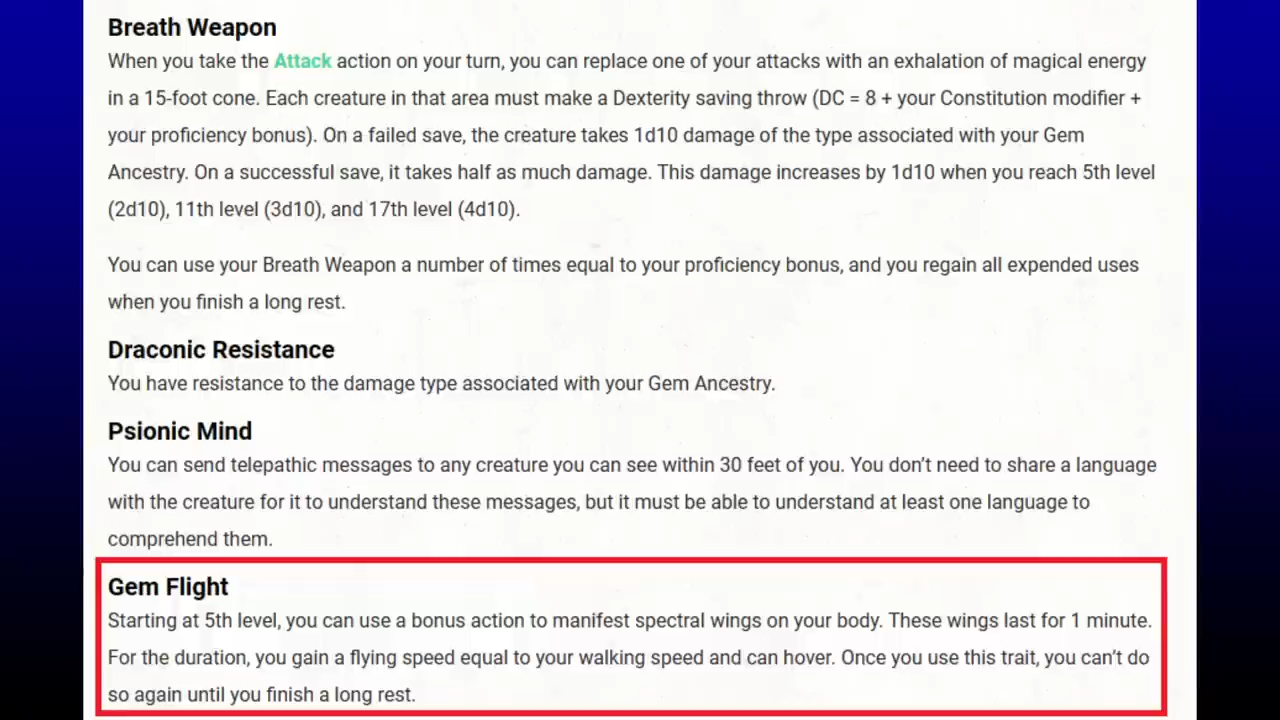 Breath Weapon
When you take the Attack action on your turn, you can replace one of your attacks with an exhalation of magical energy
in a 15-foot cone. Each creature in that area must make a Dexterity saving throw (DC = 8 + your Constitution modifier +
your proficiency bonus). On a failed save, the creature takes 1d10 damage of the type associated with your Gem
Ancestry. On a successful save, it takes half as much damage. This damage increases by 1d10 when you reach 5th level
(2d10), 11th level (3d10), and 17th level (4d10).
You can use your Breath Weapon a number of times equal to your proficiency bonus, and you regain all expended uses
when you finish a long rest.
Draconic Resistance
You have resistance to the damage type associated with your Gem Ancestry.
Psionic Mind
You can send telepathic messages to any creature you can see within 30 feet of you. You don’t need to share a language
with the creature for it to understand these messages, but it must be able to understand at least one language to
comprehend them.
Gem Flight
Starting at 5th level, you can use a bonus action to manifest spectral wings on your body. These wings last for 1 minute.
For the duration, you gain a flying speed equal to your walking speed and can hover. Once you use this trait, you can’t do
so again until you finish a long rest.